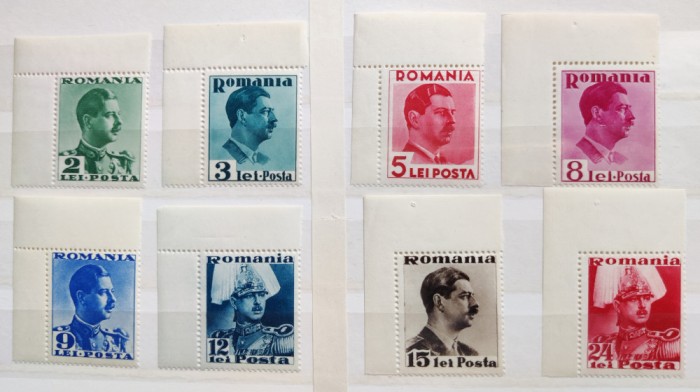 ROMANIA
2
LEI-POSTA
ROMANIA
3 lei-Posta
ROMANIA
5 LEI POSTA
ROMANIA
8 lei-Posta
ROMANIA
9
LEI-POSTA
ROMANIA
12
lei Posta
ROMANIA
15 lei Posta
ROMANIA
24
lei Posta